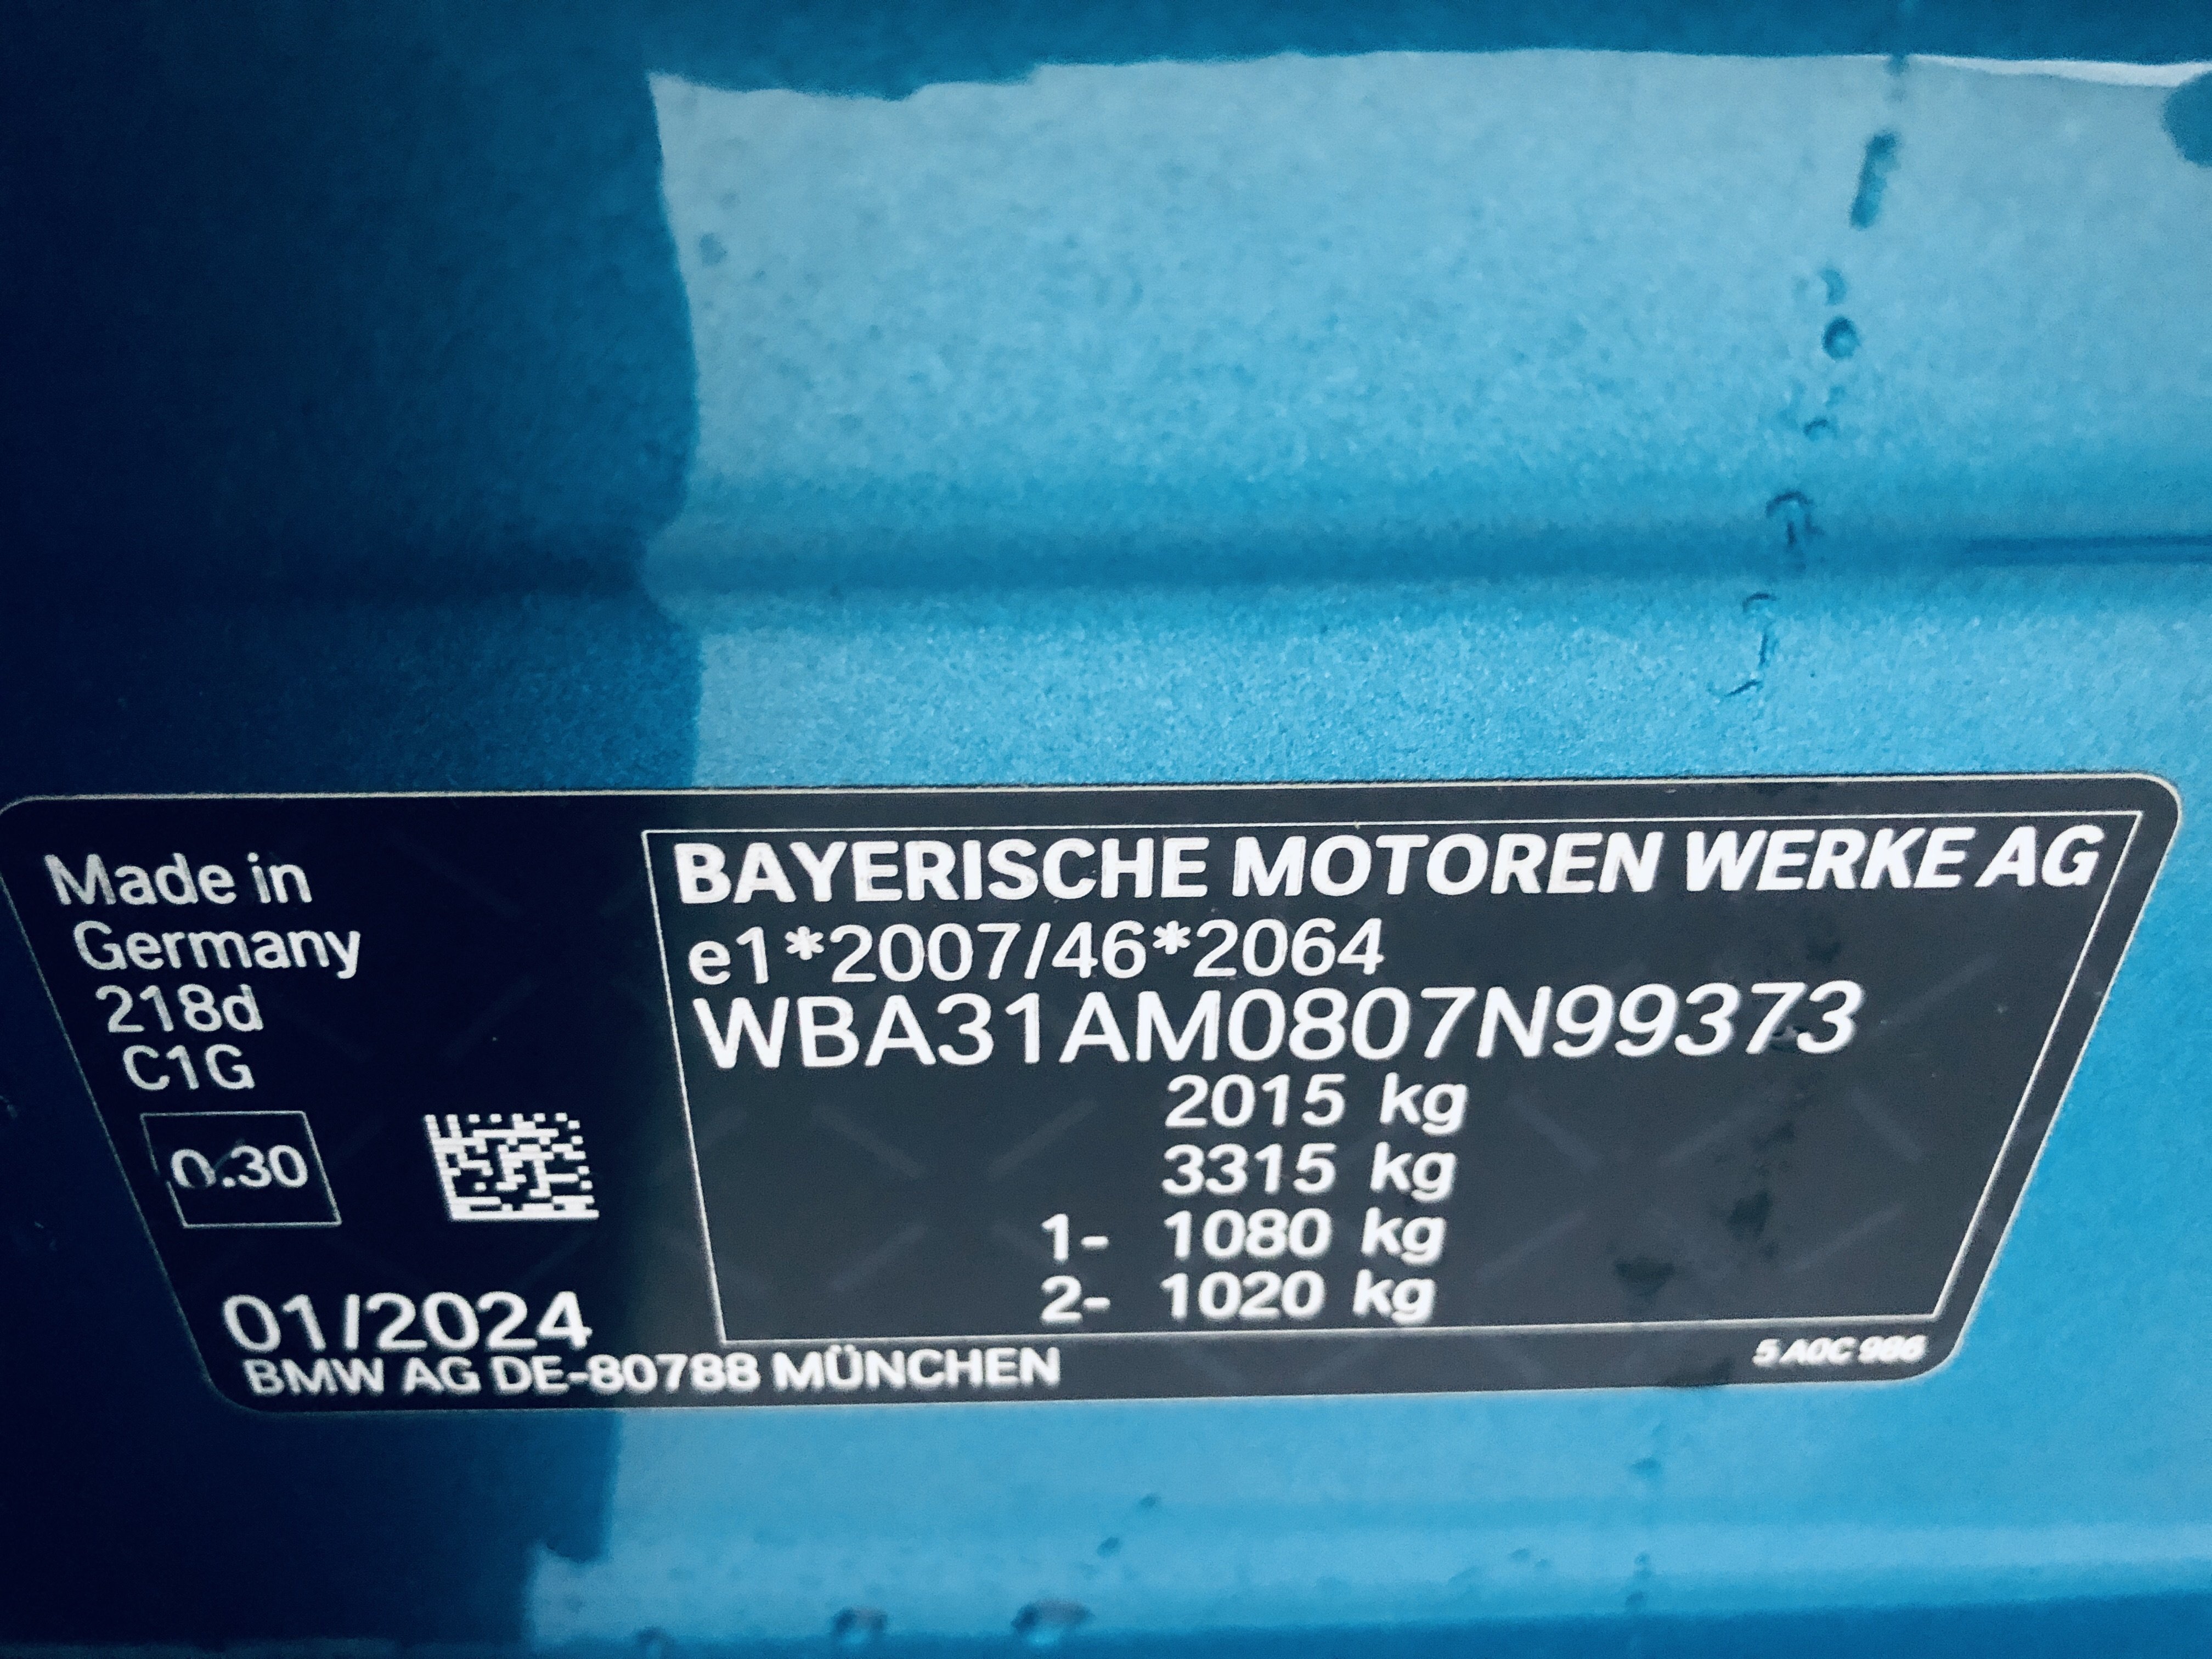 Made in
Germany
218d
C1G
0.30
01/2024
BMW AG DE-80788 MÜNCHEN
BAYERISCHE MOTOREN WERKE AG
e1*2007/46*2064
WBA31AM0807N99373
2015 kg
3315 kg
1- 1080 kg
2- 1020 kg
5 A0C 986